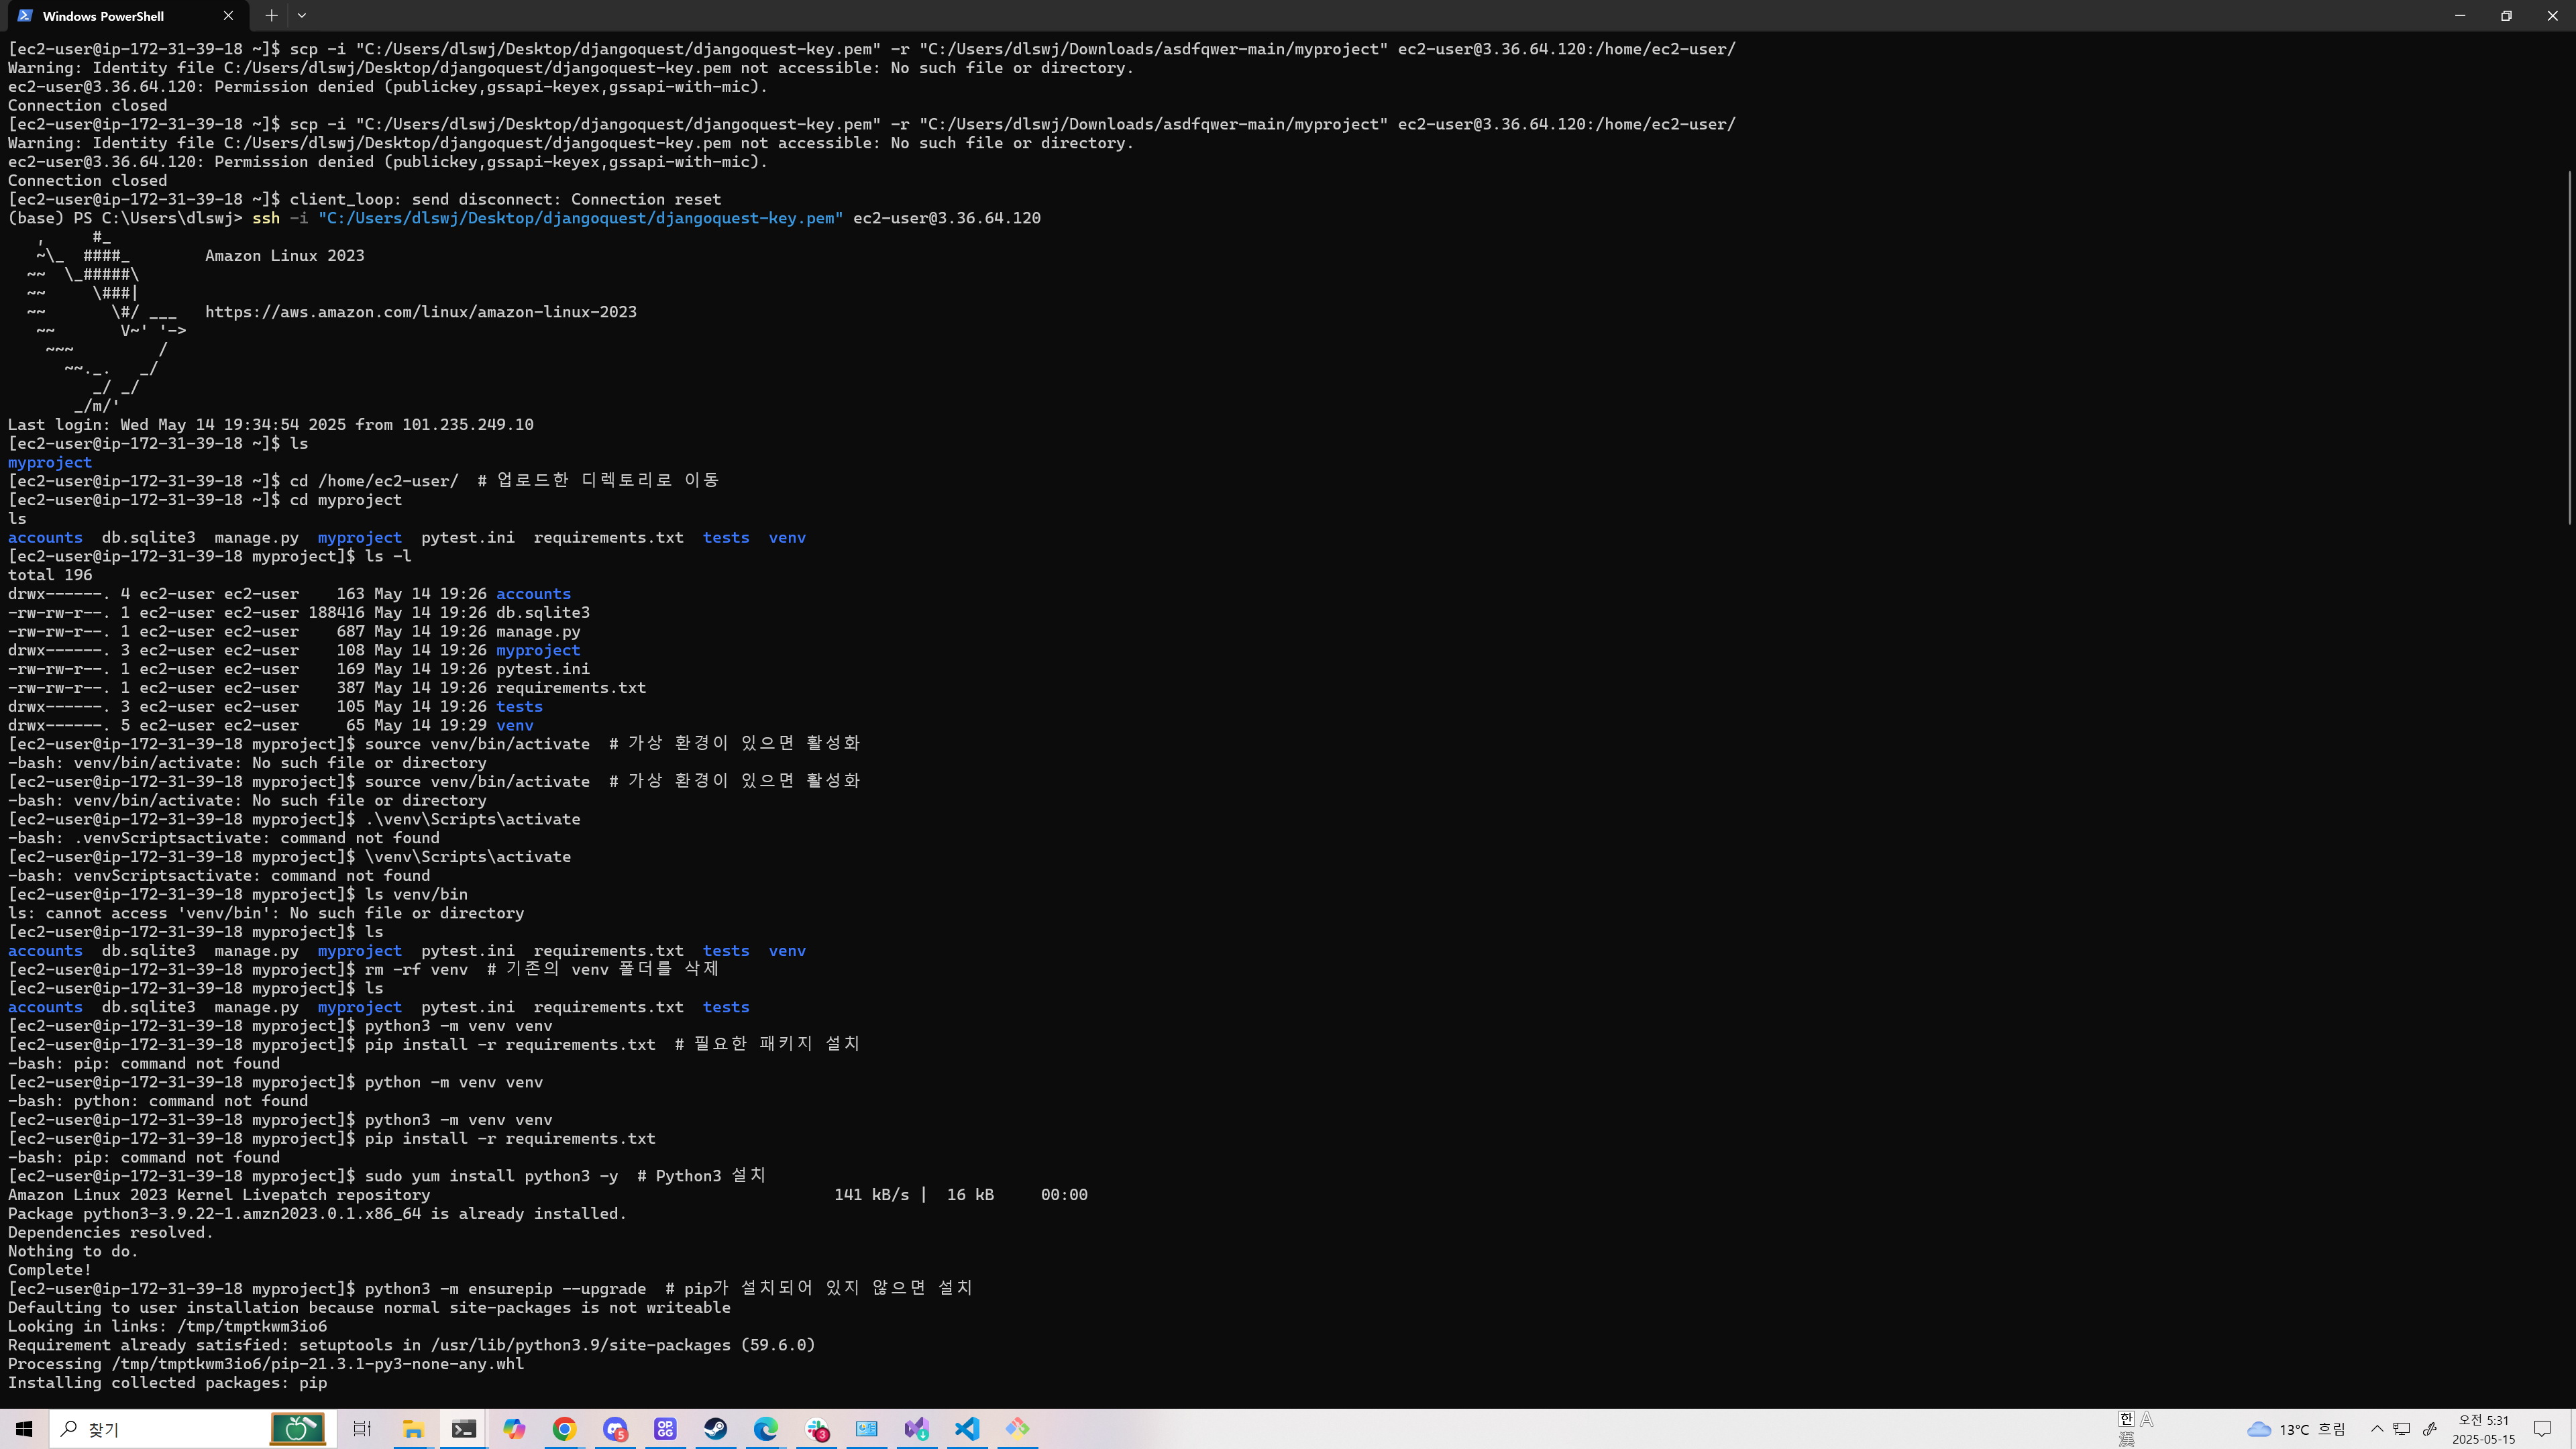 Windows PowerShell
[ec2-user@ip-172-31-39-18 ~]$ scp -i "C:/Users/dlswj/Desktop/djangoquest/djangoquest-key.pem" -r "C:/Users/dlswj/Downloads/asdfqwer-main/myproject" ec2-user@3.36.64.120:/home/ec2-user/
Warning: Identity file C:/Users/dlswj/Desktop/djangoquest/djangoquest-key.pem not accessible: No such file or directory.
ec2-user@3.36.64.120: Permission denied (publickey,gssapi-keyex,gssapi-with-mic).
Connection closed
[ec2-user@ip-172-31-39-18 ~]$ scp -i "C:/Users/dlswj/Desktop/djangoquest/djangoquest-key.pem" -r "C:/Users/dlswj/Downloads/asdfqwer-main/myproject" ec2-user@3.36.64.120:/home/ec2-user/
Warning: Identity file C:/Users/dlswj/Desktop/djangoquest/djangoquest-key.pem not accessible: No such file or directory.
ec2-user@3.36.64.120: Permission denied (publickey,gssapi-keyex,gssapi-with-mic).
Connection closed
[ec2-user@ip-172-31-39-18 ~]$ client_loop: send disconnect: Connection reset
(base) PS C:\Users\dlswj> ssh -i "C:/Users/dlswj/Desktop/djangoquest/djangoquest-key.pem" ec2-user@3.36.64.120
   ,     #_
   ~\_  ####_        Amazon Linux 2023
  ~~  \_#####\
  ~~     \###|
  ~~       \#/ ___   https://aws.amazon.com/linux/amazon-linux-2023
   ~~       V~' '->
    ~~~         /
      ~~._.   _/
         _/ _/
       _/m/'
Last login: Wed May 14 19:34:54 2025 from 101.235.249.10
[ec2-user@ip-172-31-39-18 ~]$ ls
myproject
[ec2-user@ip-172-31-39-18 ~]$ cd /home/ec2-user/  # 업로드한 디렉토리로 이동
[ec2-user@ip-172-31-39-18 ~]$ cd myproject
ls
accounts  db.sqlite3  manage.py  myproject  pytest.ini  requirements.txt  tests  venv
[ec2-user@ip-172-31-39-18 myproject]$ ls -l
total 196
drwx------. 4 ec2-user ec2-user    163 May 14 19:26 accounts
-rw-rw-r--. 1 ec2-user ec2-user 188416 May 14 19:26 db.sqlite3
-rw-rw-r--. 1 ec2-user ec2-user    687 May 14 19:26 manage.py
drwx------. 3 ec2-user ec2-user    108 May 14 19:26 myproject
-rw-rw-r--. 1 ec2-user ec2-user    169 May 14 19:26 pytest.ini
-rw-rw-r--. 1 ec2-user ec2-user    387 May 14 19:26 requirements.txt
drwx------. 3 ec2-user ec2-user    105 May 14 19:26 tests
drwx------. 5 ec2-user ec2-user     65 May 14 19:29 venv
[ec2-user@ip-172-31-39-18 myproject]$ source venv/bin/activate  # 가상 환경이 있으면 활성화
-bash: venv/bin/activate: No such file or directory
[ec2-user@ip-172-31-39-18 myproject]$ source venv/bin/activate  # 가상 환경이 있으면 활성화
-bash: venv/bin/activate: No such file or directory
[ec2-user@ip-172-31-39-18 myproject]$ .\venv\Scripts\activate
-bash: .venvScriptsactivate: command not found
[ec2-user@ip-172-31-39-18 myproject]$ \venv\Scripts\activate
-bash: venvScriptsactivate: command not found
[ec2-user@ip-172-31-39-18 myproject]$ ls venv/bin
ls: cannot access 'venv/bin': No such file or directory
[ec2-user@ip-172-31-39-18 myproject]$ ls
accounts  db.sqlite3  manage.py  myproject  pytest.ini  requirements.txt  tests  venv
[ec2-user@ip-172-31-39-18 myproject]$ rm -rf venv  # 기존의 venv 폴더를 삭제
[ec2-user@ip-172-31-39-18 myproject]$ ls
accounts  db.sqlite3  manage.py  myproject  pytest.ini  requirements.txt  tests
[ec2-user@ip-172-31-39-18 myproject]$ python3 -m venv venv
[ec2-user@ip-172-31-39-18 myproject]$ pip install -r requirements.txt  # 필요한 패키지 설치
-bash: pip: command not found
[ec2-user@ip-172-31-39-18 myproject]$ python -m venv venv
-bash: python: command not found
[ec2-user@ip-172-31-39-18 myproject]$ python3 -m venv venv
[ec2-user@ip-172-31-39-18 myproject]$ pip install -r requirements.txt
-bash: pip: command not found
[ec2-user@ip-172-31-39-18 myproject]$ sudo yum install python3 -y  # Python3 설치
Amazon Linux 2023 Kernel Livepatch repository                                           141 kB/s |  16 kB     00:00
Package python3-3.9.22-1.amzn2023.0.1.x86_64 is already installed.
Dependencies resolved.
Nothing to do.
Complete!
[ec2-user@ip-172-31-39-18 myproject]$ python3 -m ensurepip --upgrade  # pip가 설치되어 있지 않으면 설치
Defaulting to user installation because normal site-packages is not writeable
Looking in links: /tmp/tmptkwm3io6
Requirement already satisfied: setuptools in /usr/lib/python3.9/site-packages (59.6.0)
Processing /tmp/tmptkwm3io6/pip-21.3.1-py3-none-any.whl
Installing collected packages: pip
찾기
OP.GG
5
3
한 A
漢
13°C 흐림
오전 5:31
2025-05-15